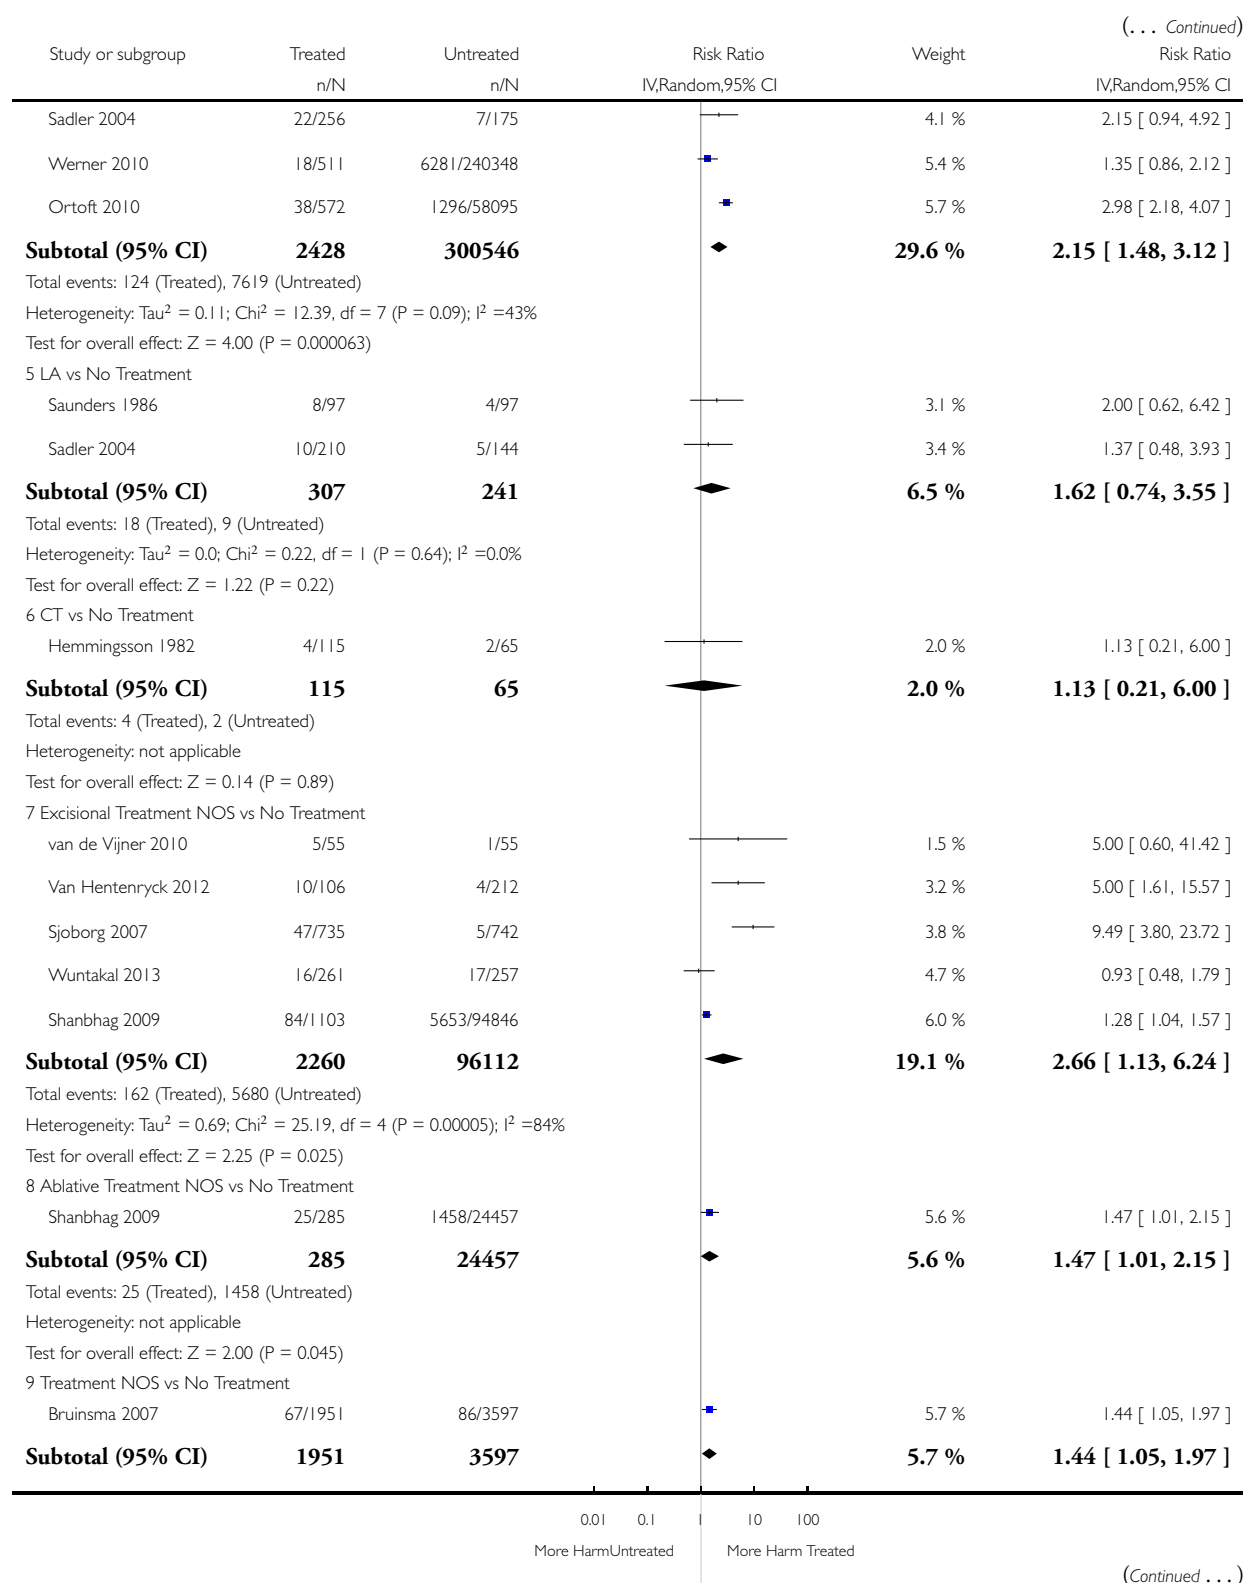 (... Continued)
Study or subgroup Treated Untreated Risk Ratio Weight Risk Ratio
n/N n/N IV,Random,95% CI IV,Random,95% CI
Sadler 2004 22/256 7/175 4.1 % 2.15 [ 0.94, 4.92 ]
Werner 2010 18/511 6281/240348 5.4 % 1.35 [ 0.86, 2.12 ]
Ortoft 2010 38/572 1296/58095 5.7 % 2.98 [ 2.18, 4.07 ]
Subtotal (95% CI) 2428 300546 29.6 % 2.15 [ 1.48, 3.12 ]
Total events: 124 (Treated), 7619 (Untreated)
Heterogeneity: Tau² = 0.11; Chi² = 12.39, df = 7 (P = 0.09); I² =43%
Test for overall effect: Z = 4.00 (P = 0.000063)
5 LA vs No Treatment
Saunders 1986 8/97 4/97 3.1 % 2.00 [ 0.62, 6.42 ]
Sadler 2004 10/210 5/144 3.4 % 1.37 [ 0.48, 3.93 ]
Subtotal (95% CI) 307 241 6.5 % 1.62 [ 0.74, 3.55 ]
Total events: 18 (Treated), 9 (Untreated)
Heterogeneity: Tau² = 0.0; Chi² = 0.22, df = 1 (P = 0.64); I² =0.0%
Test for overall effect: Z = 1.22 (P = 0.22)
6 CT vs No Treatment
Hemmingsson 1982 4/115 2/65 2.0 % 1.13 [ 0.21, 6.00 ]
Subtotal (95% CI) 115 65 2.0 % 1.13 [ 0.21, 6.00 ]
Total events: 4 (Treated), 2 (Untreated)
Heterogeneity: not applicable
Test for overall effect: Z = 0.14 (P = 0.89)
7 Excisional Treatment NOS vs No Treatment
van de Vijner 2010 5/55 1/55 1.5 % 5.00 [ 0.60, 41.42 ]
Van Hentenryck 2012 10/106 4/212 3.2 % 5.00 [ 1.61, 15.57 ]
Sjoborg 2007 47/735 5/742 3.8 % 9.49 [ 3.80, 23.72 ]
Wuntakal 2013 16/261 17/257 4.7 % 0.93 [ 0.48, 1.79 ]
Shanbhag 2009 84/1103 5653/94846 6.0 % 1.28 [ 1.04, 1.57 ]
Subtotal (95% CI) 2260 96112 19.1 % 2.66 [ 1.13, 6.24 ]
Total events: 162 (Treated), 5680 (Untreated)
Heterogeneity: Tau² = 0.69; Chi² = 25.19, df = 4 (P = 0.00005); I² =84%
Test for overall effect: Z = 2.25 (P = 0.025)
8 Ablative Treatment NOS vs No Treatment
Shanbhag 2009 25/285 1458/24457 5.6 % 1.47 [ 1.01, 2.15 ]
Subtotal (95% CI) 285 24457 5.6 % 1.47 [ 1.01, 2.15 ]
Total events: 25 (Treated), 1458 (Untreated)
Heterogeneity: not applicable
Test for overall effect: Z = 2.00 (P = 0.045)
9 Treatment NOS vs No Treatment
Bruinsma 2007 67/1951 86/3597 5.7 % 1.44 [ 1.05, 1.97 ]
Subtotal (95% CI) 1951 3597 5.7 % 1.44 [ 1.05, 1.97 ]
0.01 0.1 1 10 100
More HarmUntreated More Harm Treated
(Continued ...)